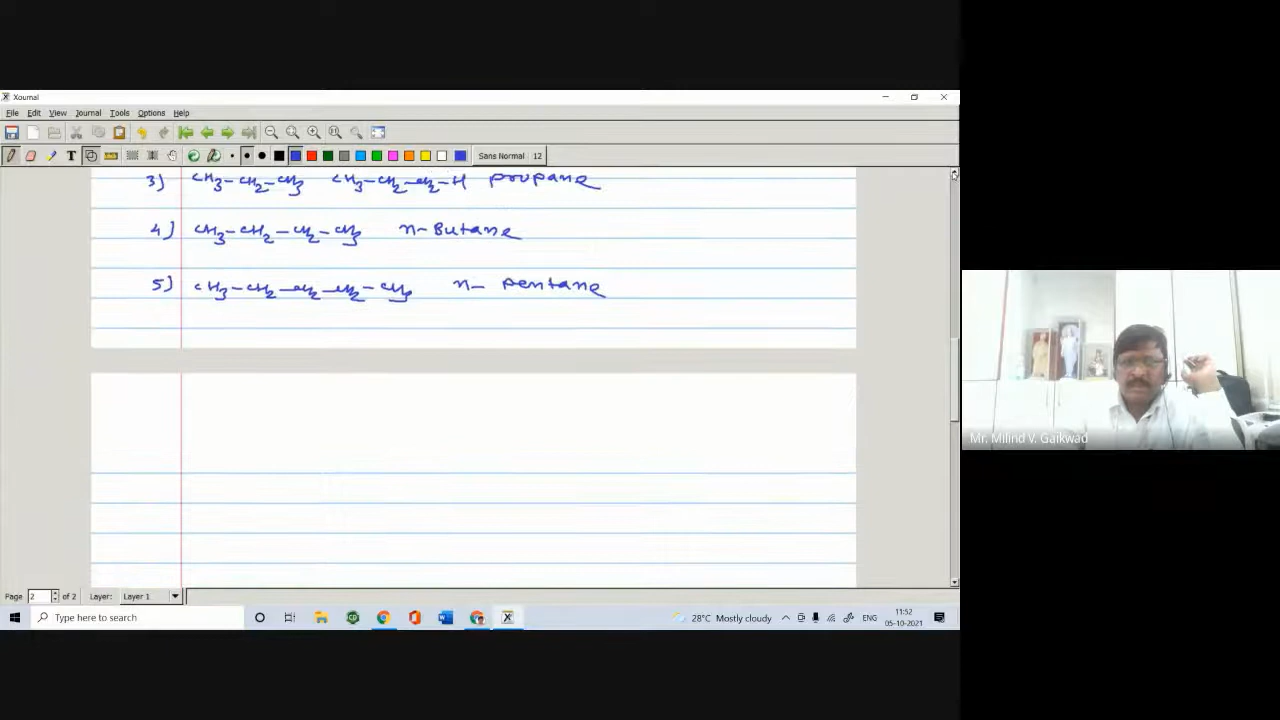 Xournal
File Edit View Journal Tools Options Help
T Sans Normal 12
3) CH3-CH2-CH3 CH3-CH2-CH2-H propane
4) CH3-CH2-CH2-CH3 n-Butane
5) CH3-CH2-CH2-CH2-CH3 n- pentane
Mr. Milind V. Gaikwad
Page 2 of 2 Layer: Layer 1
Type here to search 28°C Mostly cloudy ENG 11:52
05-10-2021